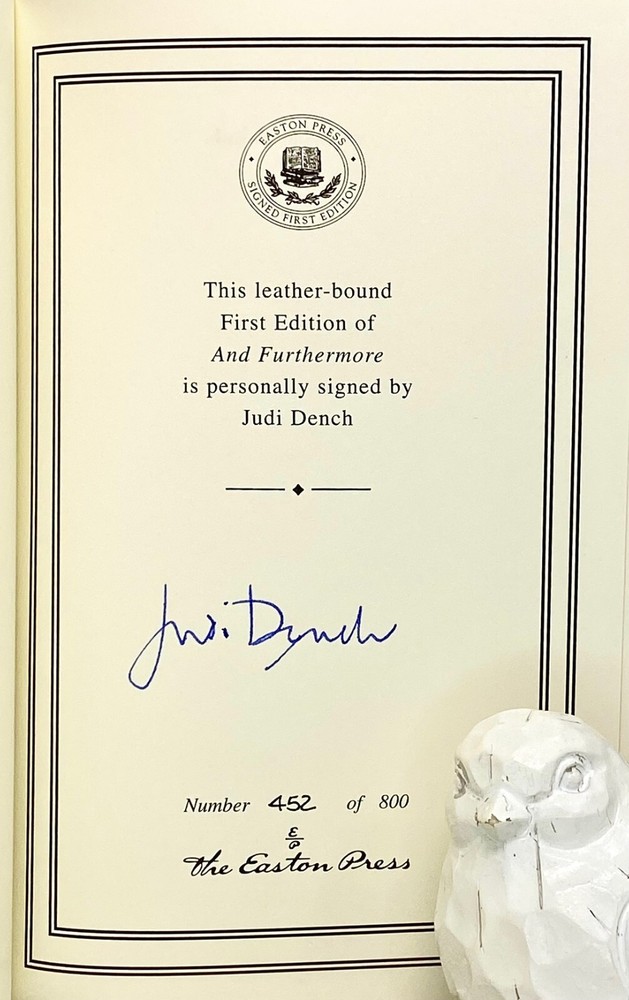 EASTON PRESS
SIGNED FIRST EDITION
This leather-bound
First Edition of
And Furthermore
is personally signed by
Judi Dench
Judi Dench
Number 452 of 800
E/P
The Easton Press